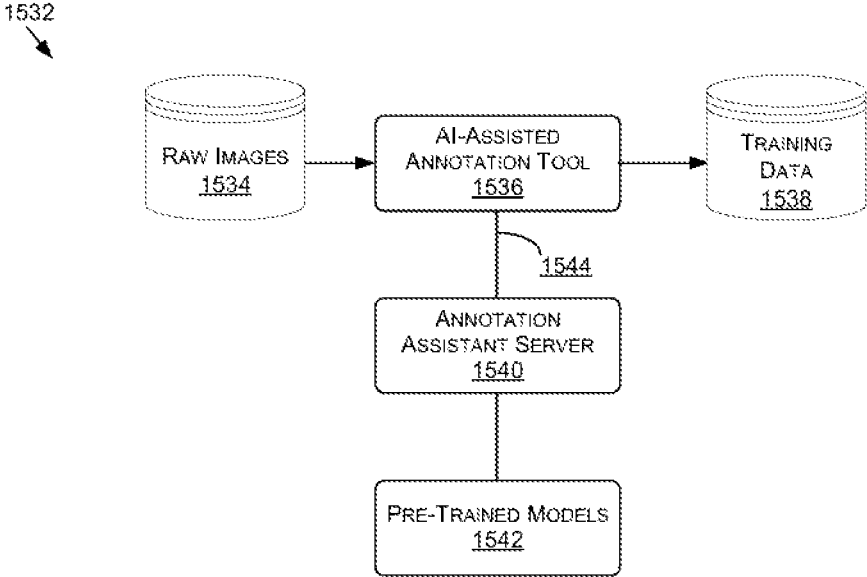 1532
RAW IMAGES
1534
AI-ASSISTED
ANNOTATION TOOL
1536
TRAINING
DATA
1538
1544
ANNOTATION
ASSISTANT SERVER
1540
PRE-TRAINED MODELS
1542